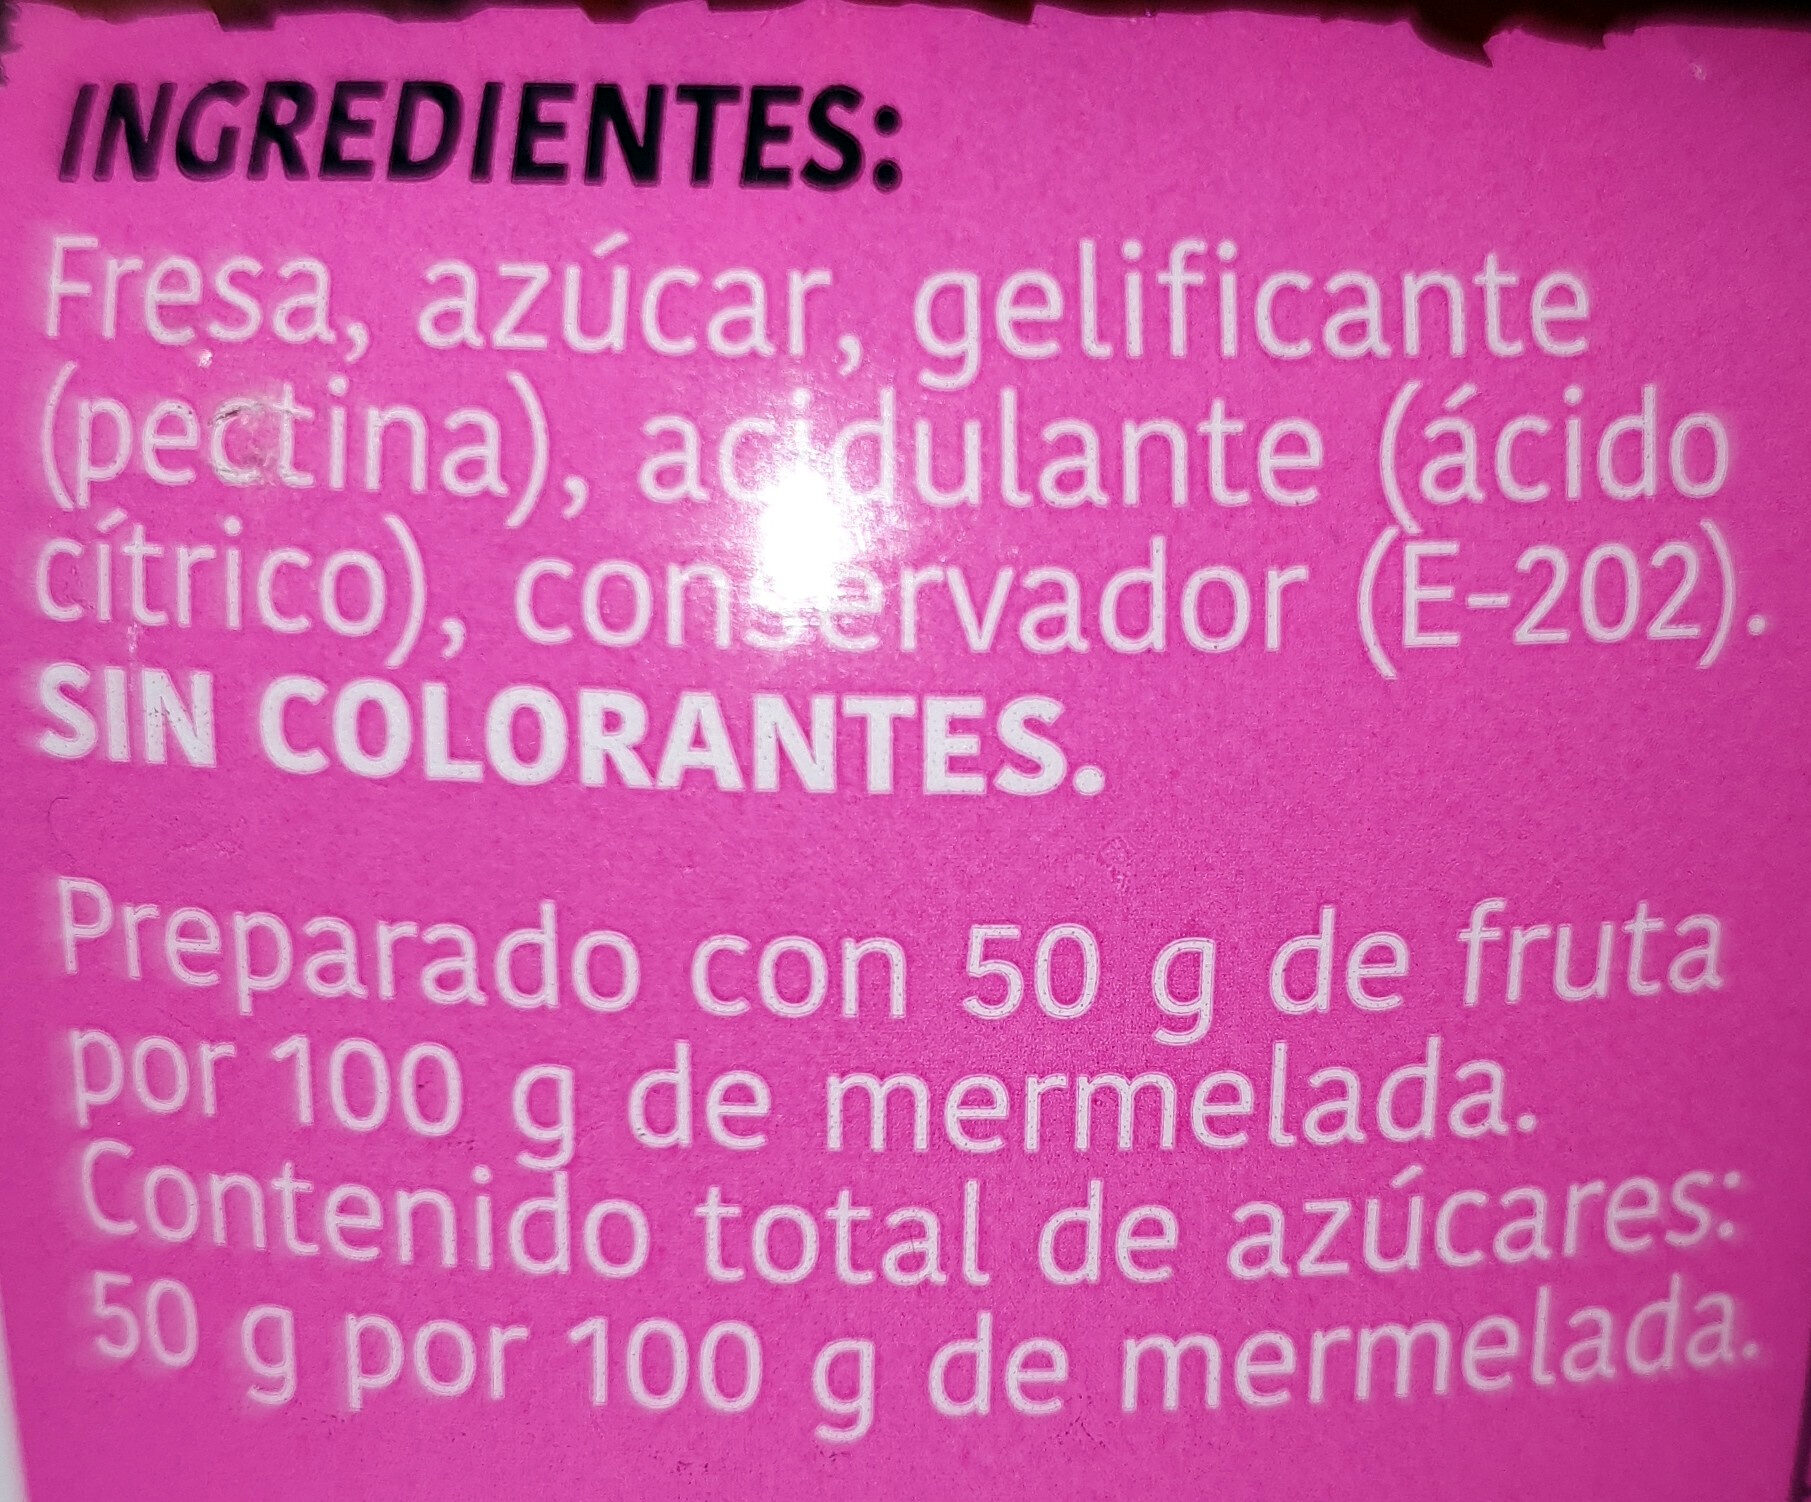 INGREDIENTES:
Fresa, azúcar, gelificante
(pectina), acidulante (ácido
cítrico), conservador (E-202).
SIN COLORANTES.
Preparado con 50 g de fruta
por 100 g de mermelada.
Contenido total de azúcares:
50 g por 100 g de mermelada.